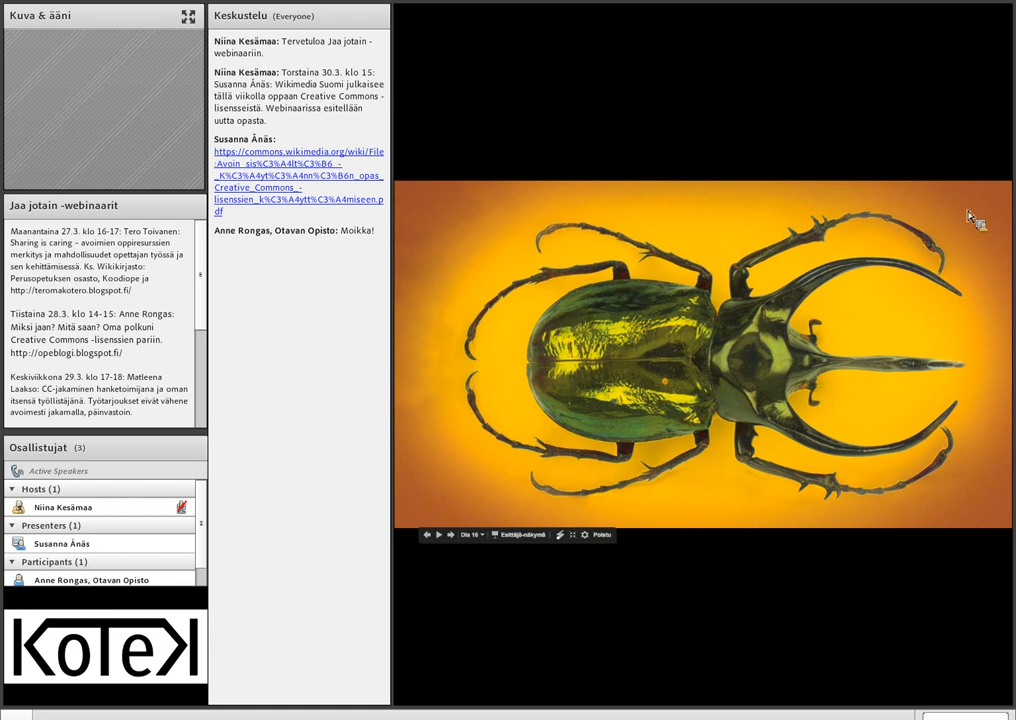 Kuva & ääni
Jaa jotain -webinaarit
Maanantaina 27.3. klo 16-17: Tero Toivanen:
Sharing is caring – avoimien oppiresurssien
merkitys ja mahdollisuudet opettajan työssä ja
sen kehittämisessä. Ks. Wikikirjasto:
Perusopetuksen osasto, Koodiope ja
http://teromakotero.blogspot.fi/
Tiistaina 28.3. klo 14-15: Anne Rongas:
Miksi jaan? Mitä saan? Oma polkuni
Creative Commons -lisenssien pariin.
http://opeblogi.blogspot.fi/
Keskiviikkona 29.3. klo 17-18: Matleena
Laakso: CC-jakaminen hanketoimijana ja oman
itsensä työllistäjänä. Työtarjoukset eivät vähene
avoimesti jakamalla, päinvastoin.
Osallistujat (3)
Active Speakers
Hosts (1)
Niina Kesämaa
Presenters (1)
Susanna Ånäs
Participants (1)
Anne Rongas, Otavan Opisto
KoTeK
Keskustelu (Everyone)
Niina Kesämaa: Tervetuloa Jaa jotain -
webinaariin.
Niina Kesämaa: Torstaina 30.3. klo 15:
Susanna Ånäs: Wikimedia Suomi julkaisee
tällä viikolla oppaan Creative Commons -
lisensseistä. Webinaarissa esitellään
uutta opasta.
Susanna Ånäs:
https://commons.wikimedia.org/wiki/File
:Avoin_sis%C3%A4lt%C3%B6_-
_K%C3%A4yt%C3%A4nn%C3%B6n_opas_
Creative_Commons_-
lisenssien_k%C3%A4ytt%C3%A4miseen.p
df
Anne Rongas, Otavan Opisto: Moikka!
Dia 16 Esittäjä-näkymä Poistu